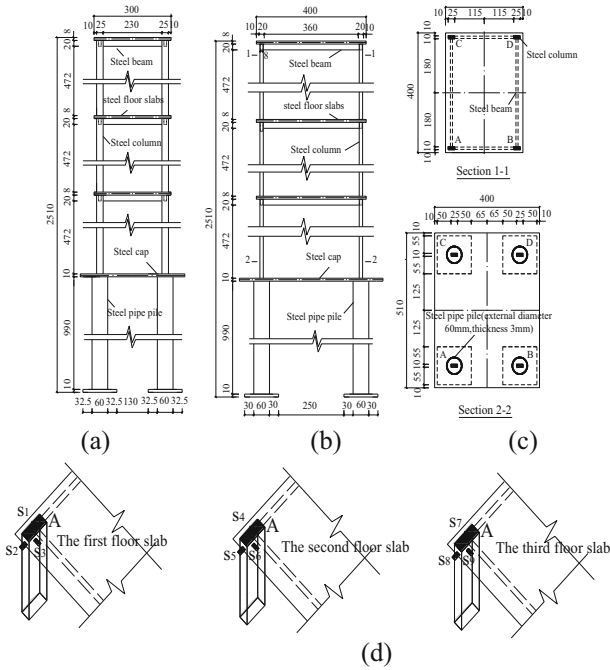 300
10 25 230 25 10
20 8
Steel beam
472
20 8
steel floor slabs
Steel column
472
20 8
472
Steel cap
10
Steel pipe pile
990
10
2510
32.5 60 32.5 130 32.5 60 32.5
(a)
400
10 20 360 20 10
20 8
1 1
8
Steel beam
472
steel floor slabs
20 8
Steel column
472
20 8
472
Steel cap
2 2
10
Steel pipe pile
990
10
2510
30 60 30 250 30 60 30
(b)
25 115 115 25
10 10
10
C D
Steel column
180
400
Steel beam
180
A B
10 10
Section 1-1
400
10 50 25 50 65 65 50 25 50 10
C D
10
55
10
55
125
510
Steel pipe pile(external diameter
60mm,thickness 3mm)
125
55
10
55
10
A B
Section 2-2
(c)
S1
A
The first floor slab
S2 S3
S4
A
The second floor slab
S5 S6
S7
A
The third floor slab
S8 S9
(d)